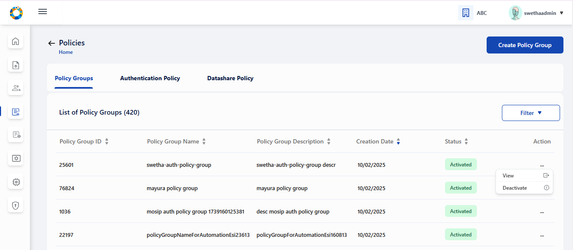 ABC
swethaadmin
Policies
Home
Create Policy Group
Policy Groups Authentication Policy Datashare Policy
List of Policy Groups (420)
Filter
Policy Group ID Policy Group Name Policy Group Description Creation Date Status Action
25601 swetha-auth-policy-group swetha-auth-policy-group descr 10/02/2025 Activated ...
View
76824 mayura policy group mayura policy group 10/02/2025 Activated
Deactivate
1036 mosip auth policy group 1739160125381 desc mosip auth policy group 10/02/2025 Activated ...
22197 policyGroupNameForAutomationEsi23613 policyGroupForAutomationEsi160813 10/02/2025 Activated ...